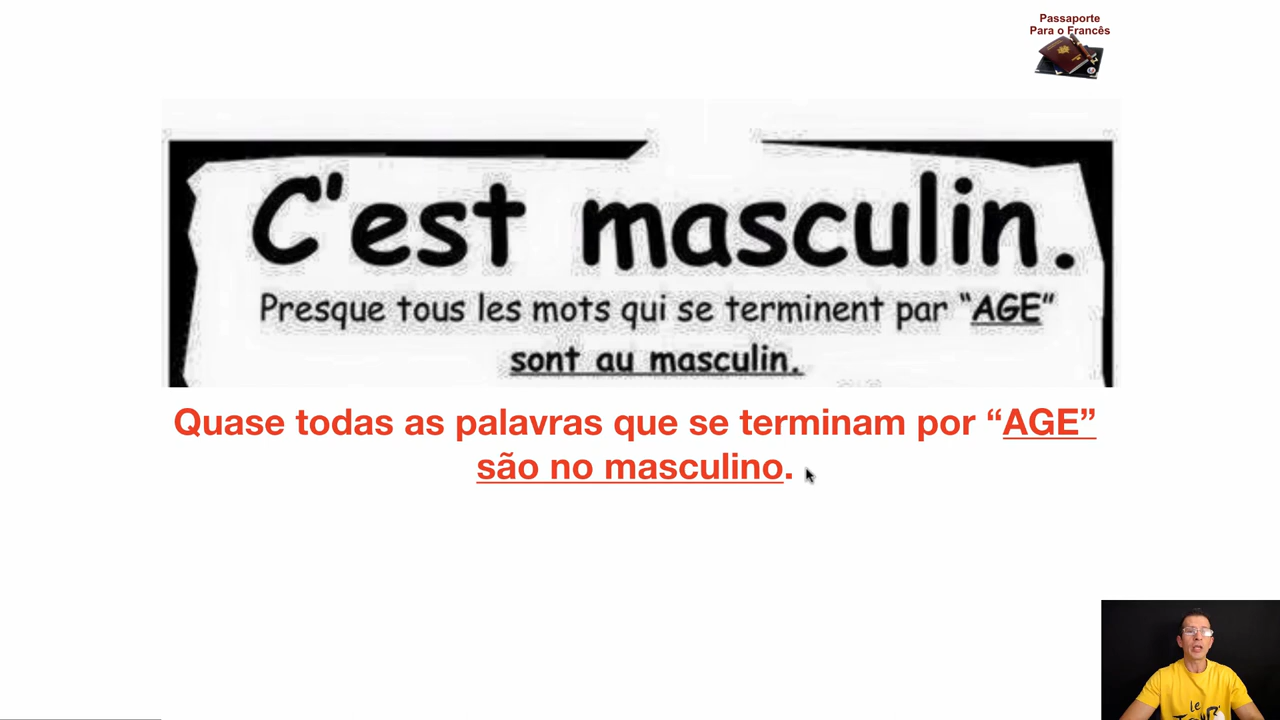 Passaporte
Para o Francês
C'est masculin.
Presque tous les mots qui se terminent par “AGE”
sont au masculin.
Quase todas as palavras que se terminam por “AGE”
são no masculino.
le